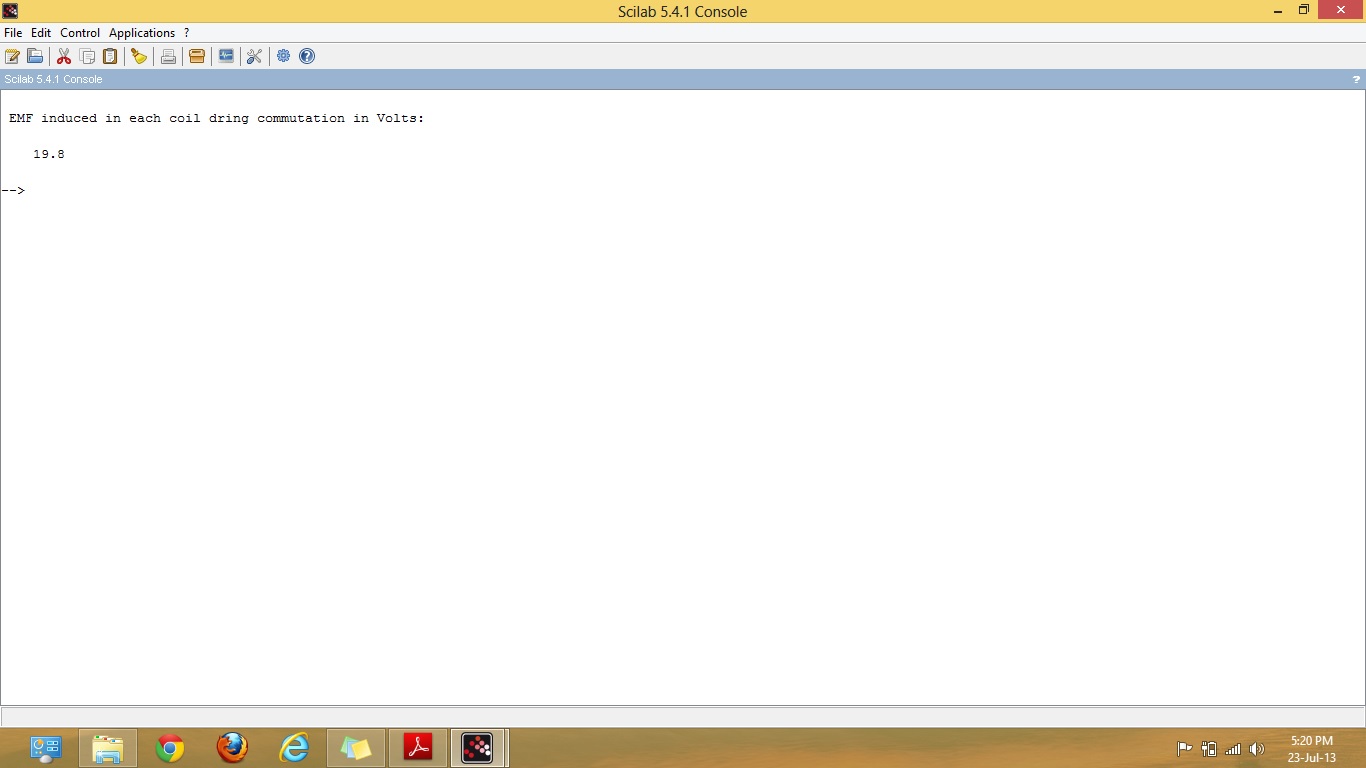 Scilab 5.4.1 Console
File Edit Control Applications ?
Scilab 5.4.1 Console ?
EMF induced in each coil dring commutation in Volts:
19.8
-->
5:20 PM
23-Jul-13